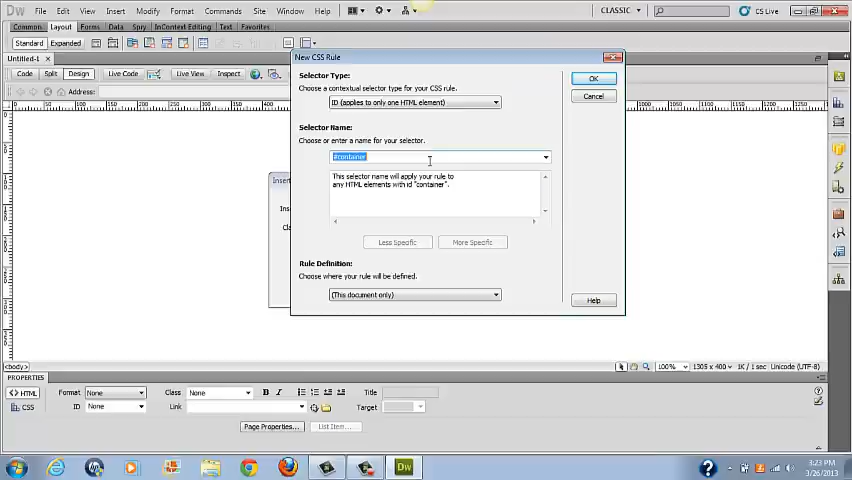 Dw File Edit View Insert Modify Format Commands Site Window Help CLASSIC CS Live
Common Layout Forms Data Spry InContext Editing Text Favorites
Standard Expanded
Untitled-1
Code Split Design Live Code Live View Inspect
Address:
New CSS Rule
Selector Type:
Choose a contextual selector type for your CSS rule.
ID (applies to only one HTML element)
OK
Cancel
Selector Name:
Choose or enter a name for your selector.
#container
This selector name will apply your rule to
any HTML elements with id "container".
Less Specific More Specific
Rule Definition:
Choose where your rule will be defined.
(This document only)
Help
Insert
Ins
Cla
<body> 100% 1305 x 400 1K / 1 sec Unicode (UTF-8)
PROPERTIES
<> HTML Format None Class None B I Title
CSS ID None Link Target
Page Properties... List Item...
Dw
3:23 PM
3/26/2013